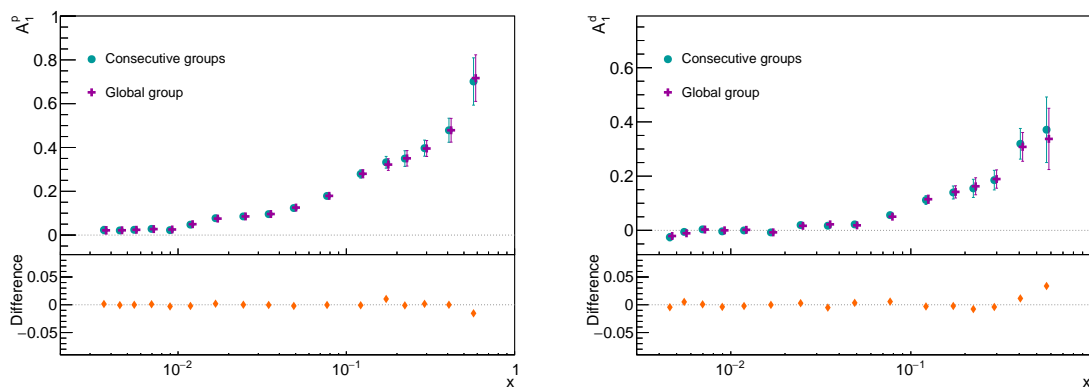 A₁ᵖ
1
0.8
0.6
0.4
0.2
0
Consecutive groups
Global group
Difference
0.05
0
−0.05
10⁻²
10⁻¹
1
x
A₁ᵈ
0.6
0.4
0.2
0
Consecutive groups
Global group
Difference
0.05
0
−0.05
10⁻²
10⁻¹
x